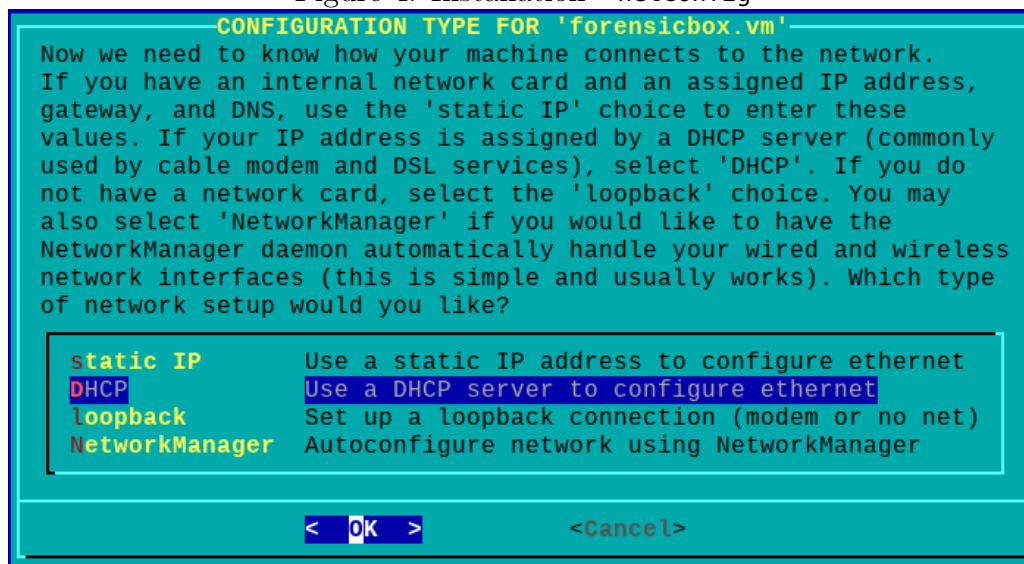 CONFIGURATION TYPE FOR 'forensicbox.vm'
Now we need to know how your machine connects to the network.
If you have an internal network card and an assigned IP address,
gateway, and DNS, use the 'static IP' choice to enter these
values. If your IP address is assigned by a DHCP server (commonly
used by cable modem and DSL services), select 'DHCP'. If you do
not have a network card, select the 'loopback' choice. You may
also select 'NetworkManager' if you would like to have the
NetworkManager daemon automatically handle your wired and wireless
network interfaces (this is simple and usually works). Which type
of network setup would you like?
static IP Use a static IP address to configure ethernet
DHCP Use a DHCP server to configure ethernet
loopback Set up a loopback connection (modem or no net)
NetworkManager Autoconfigure network using NetworkManager
< OK > <Cancel>